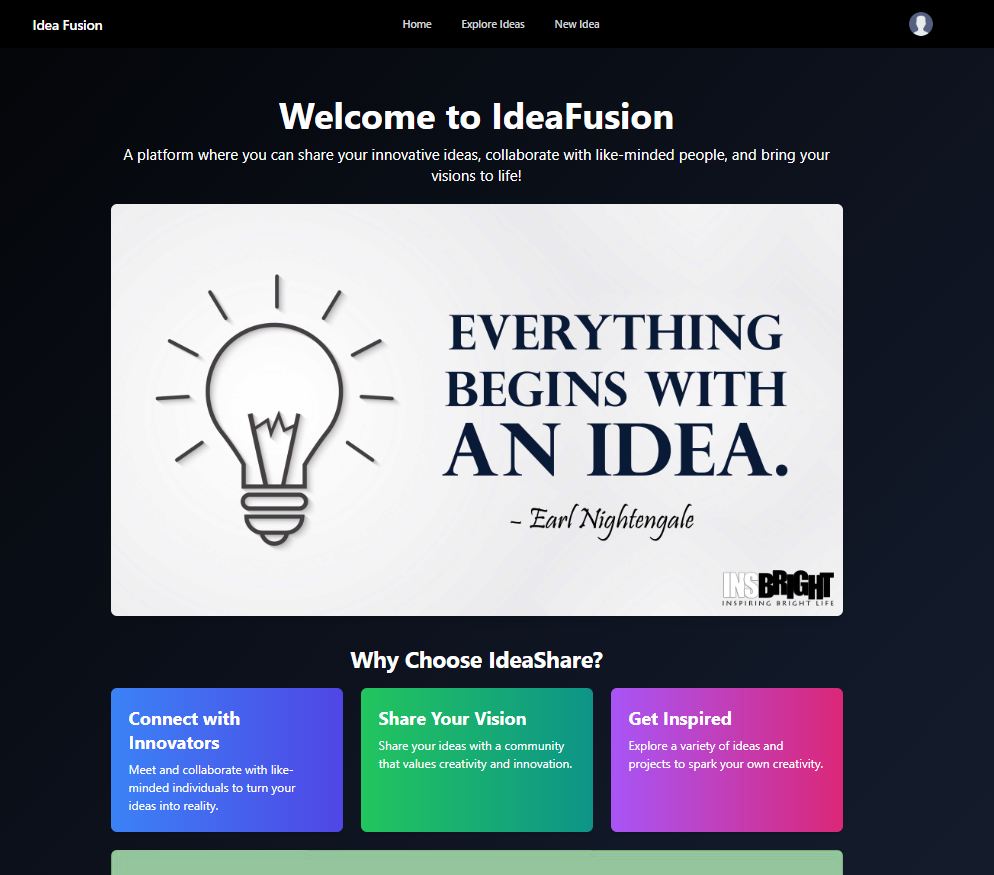 Idea Fusion
Home
Explore Ideas
New Idea
Welcome to IdeaFusion
A platform where you can share your innovative ideas, collaborate with like-minded people, and bring your
visions to life!
EVERYTHING
BEGINS WITH
AN IDEA.
~ Earl Nightengale
INSBRIGHT
INSPIRING BRIGHT LIFE
Why Choose IdeaShare?
Connect with
Innovators
Meet and collaborate with like-
minded individuals to turn your
ideas into reality.
Share Your Vision
Share your ideas with a community
that values creativity and innovation.
Get Inspired
Explore a variety of ideas and
projects to spark your own creativity.